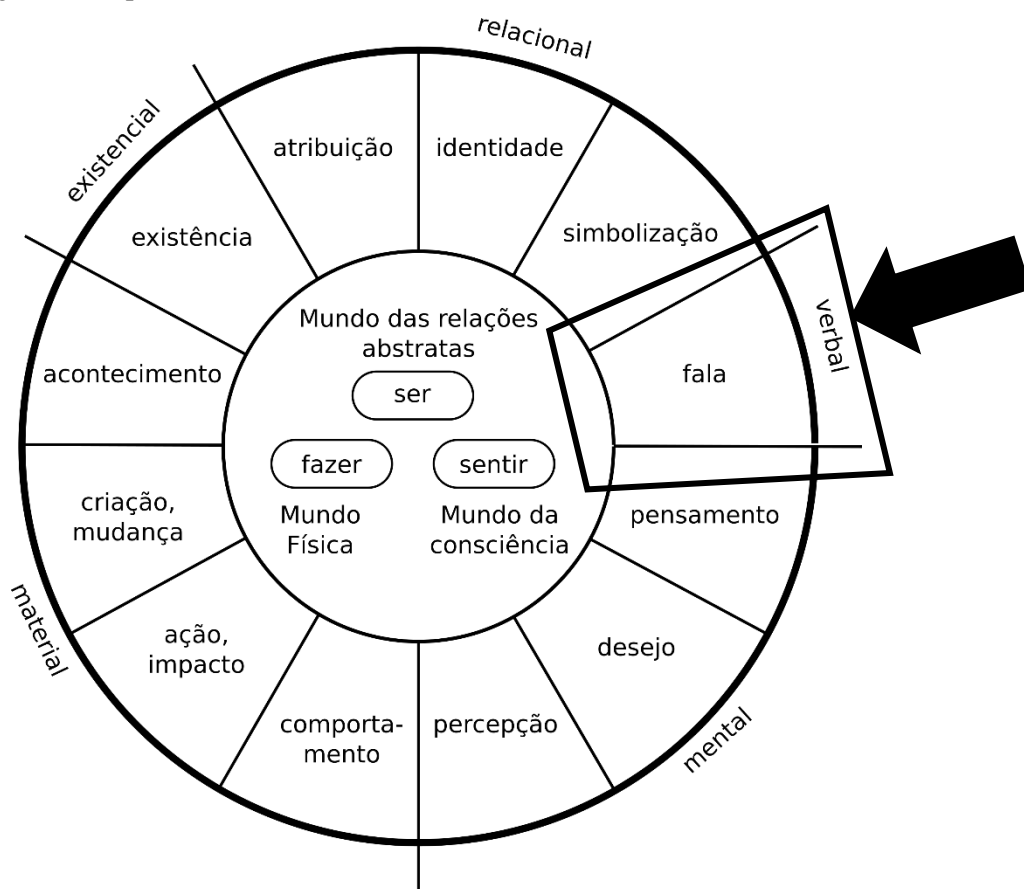 relacional
existencial
atribuição
identidade
existência
simbolização
verbal
acontecimento
fala
Mundo das relações
abstratas
ser
fazer
sentir
Mundo
Física
Mundo da
consciência
criação,
mudança
pensamento
material
ação,
impacto
desejo
comporta-
mento
percepção
mental